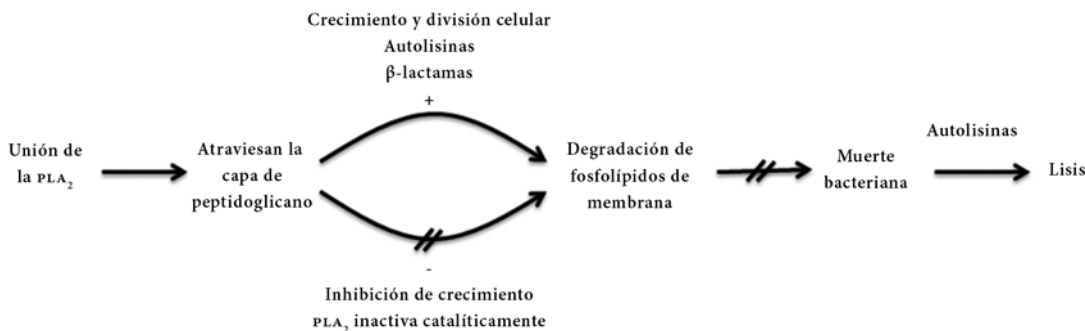 Crecimiento y división celular
Autolisinas
β-lactamas
+
Unión de
la PLA₂
Atraviesan la
capa de
peptidoglicano
Degradación de
fosfolípidos de
membrana
Muerte
bacteriana
Autolisinas
Lisis
-
Inhibición de crecimiento
PLA₂ inactiva catalíticamente